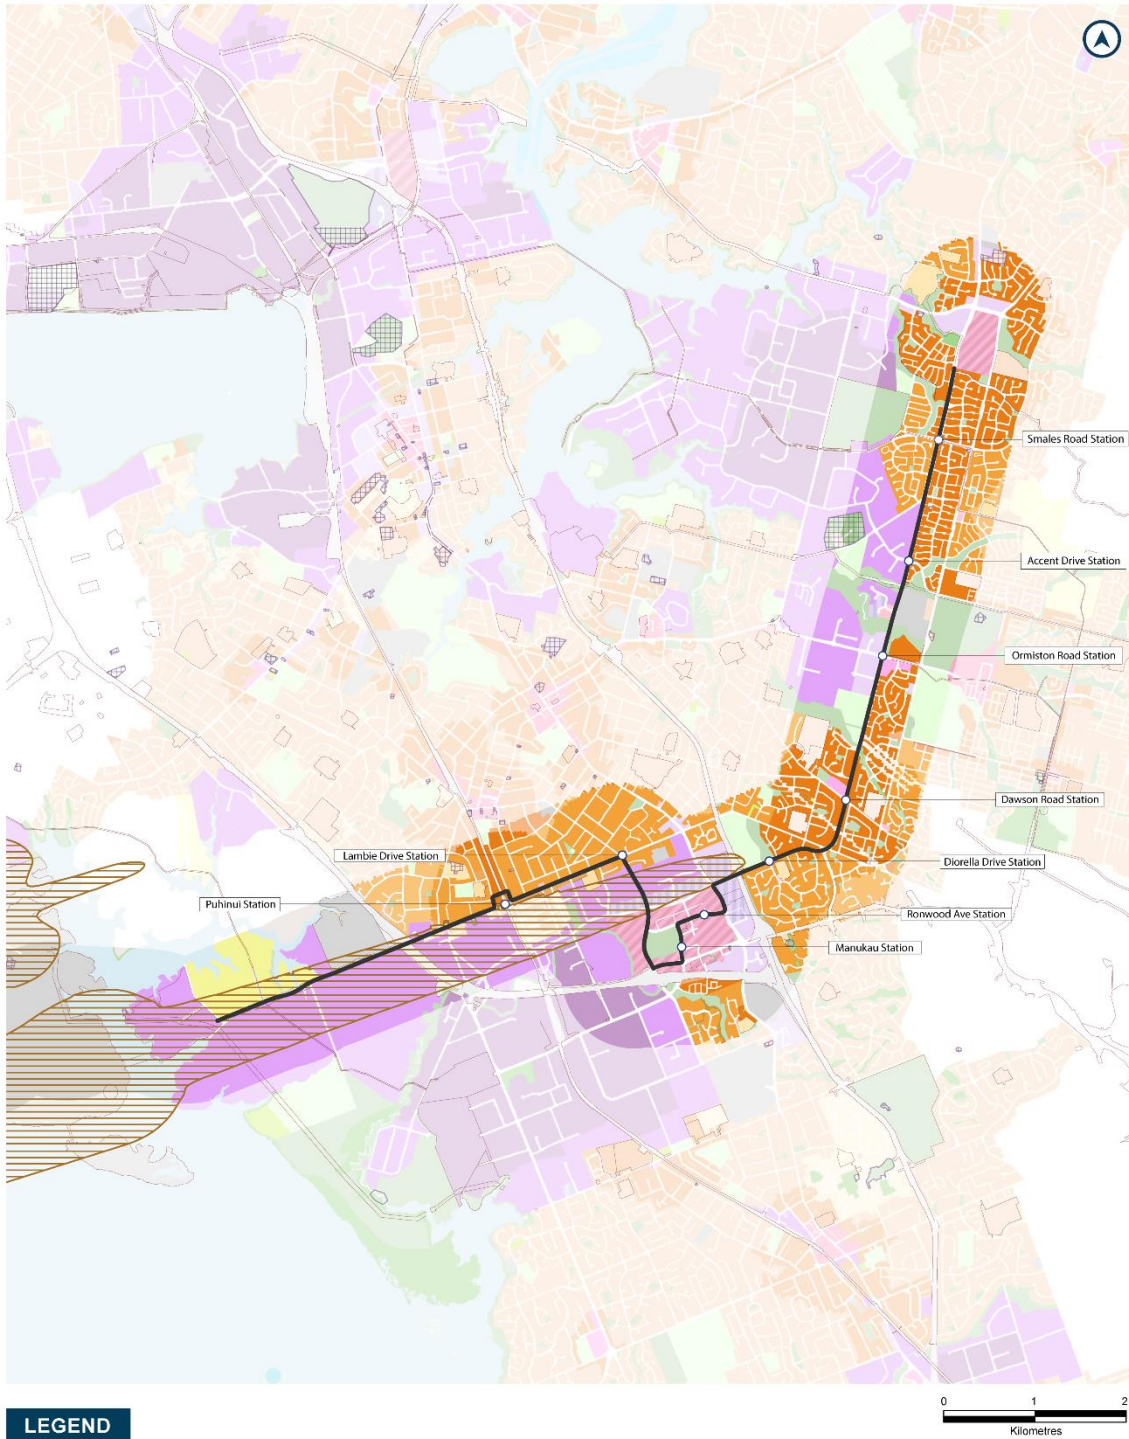 Smales Road Station
Accent Drive Station
Ormiston Road Station
Dawson Road Station
Lambie Drive Station
Diorella Drive Station
Puhinui Station
Ronwood Ave Station
Manukau Station
0 1 2
Kilometres
LEGEND